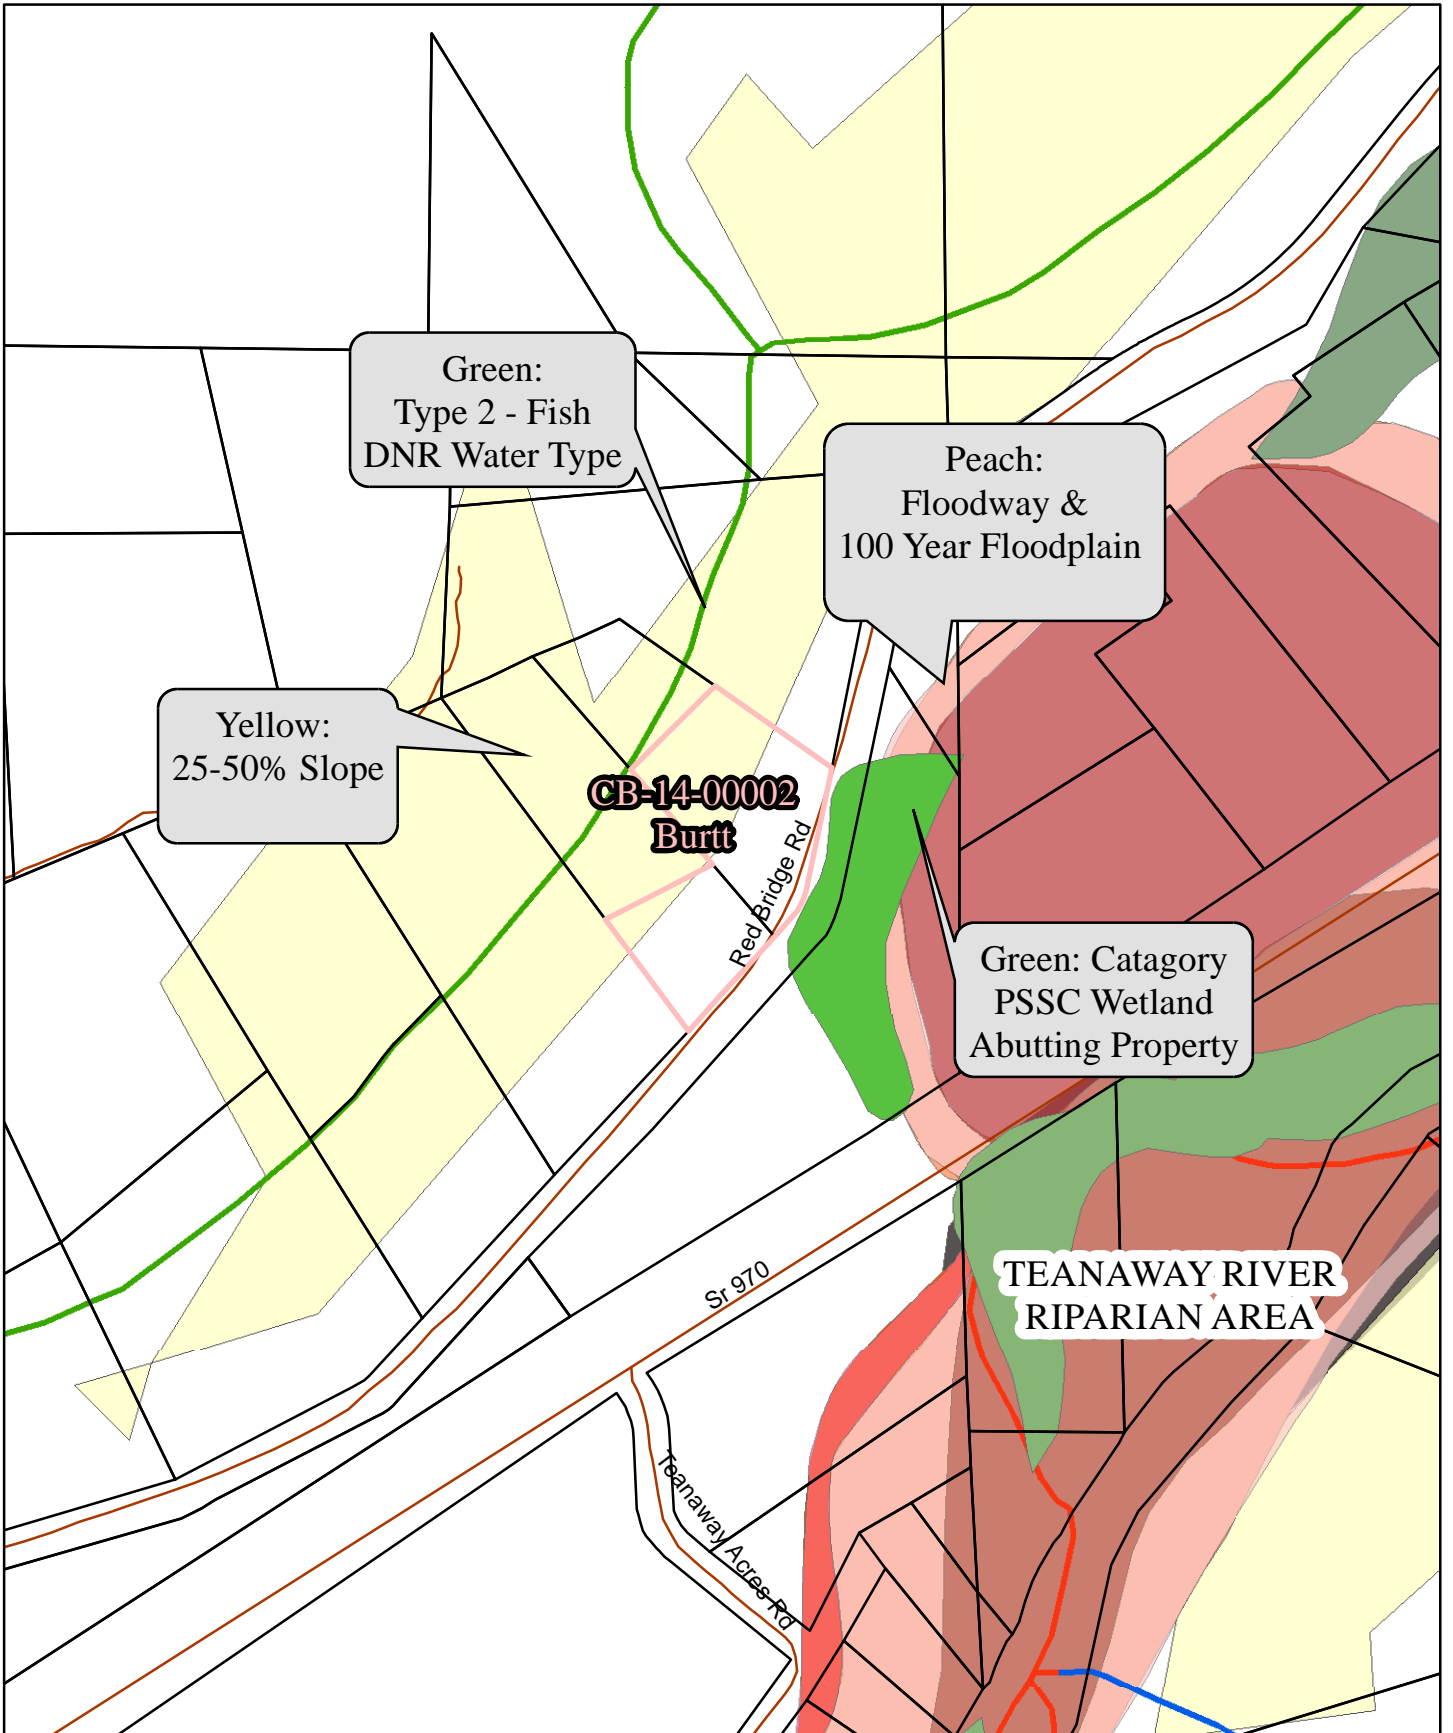 Green:
Type 2 - Fish
DNR Water Type
Peach:
Floodway &
100 Year Floodplain
Yellow:
25-50% Slope
CB-14-00002
Burtt
Red Bridge Rd
Green: Catagory
PSSC Wetland
Abutting Property
Sr 970
TEANAWAY RIVER
RIPARIAN AREA
Teanaway Acres Rd